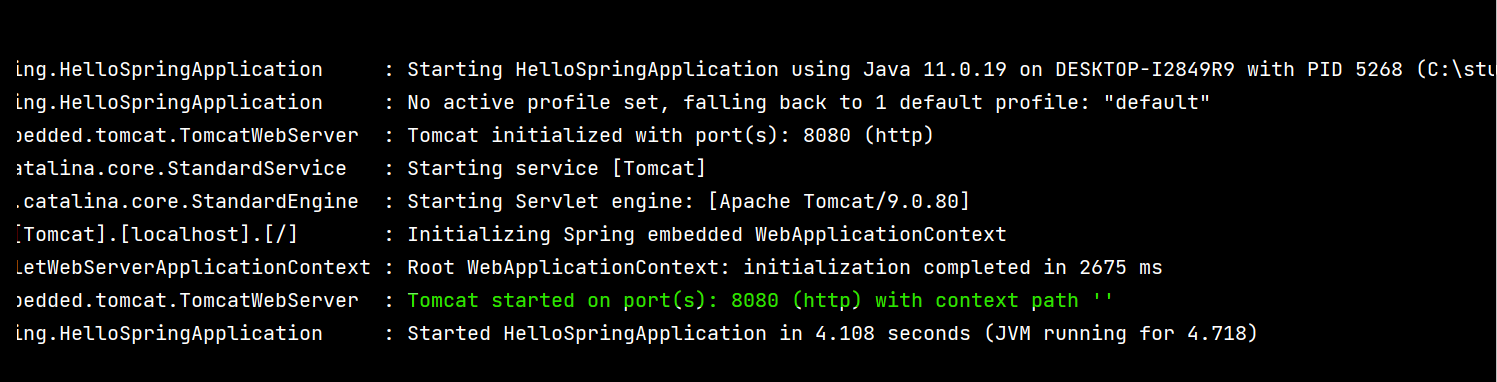 ing.HelloSpringApplication : Starting HelloSpringApplication using Java 11.0.19 on DESKTOP-I2849R9 with PID 5268 (C:\stu
ing.HelloSpringApplication : No active profile set, falling back to 1 default profile: "default"
bedded.tomcat.TomcatWebServer : Tomcat initialized with port(s): 8080 (http)
atalina.core.StandardService : Starting service [Tomcat]
.catalina.core.StandardEngine : Starting Servlet engine: [Apache Tomcat/9.0.80]
[Tomcat].[localhost].[/] : Initializing Spring embedded WebApplicationContext
letWebServerApplicationContext : Root WebApplicationContext: initialization completed in 2675 ms
bedded.tomcat.TomcatWebServer : Tomcat started on port(s): 8080 (http) with context path ''
ing.HelloSpringApplication : Started HelloSpringApplication in 4.108 seconds (JVM running for 4.718)